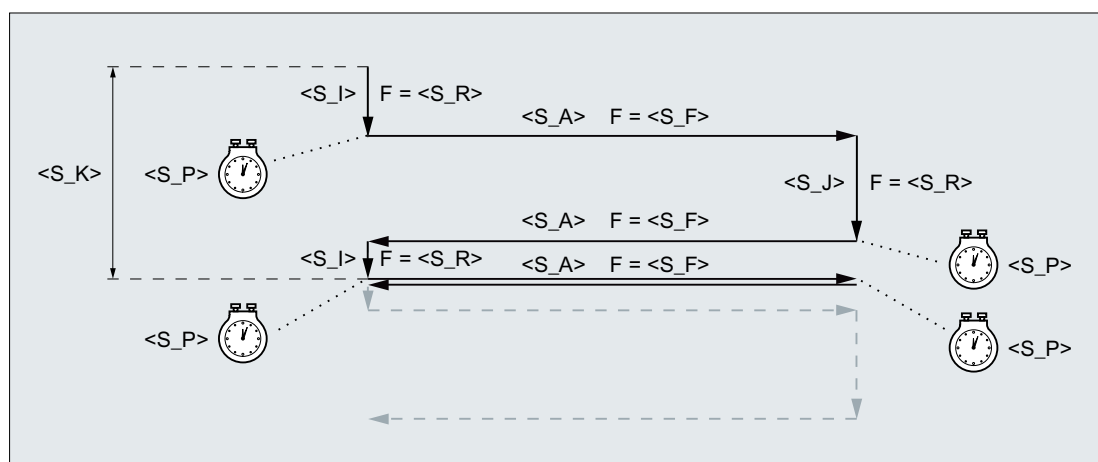 <S_I> F = <S_R>
<S_A> F = <S_F>
<S_K>
<S_P>
<S_J> F = <S_R>
<S_A> F = <S_F>
<S_I> F = <S_R>
<S_A> F = <S_F>
<S_P>
<S_P>
<S_P>